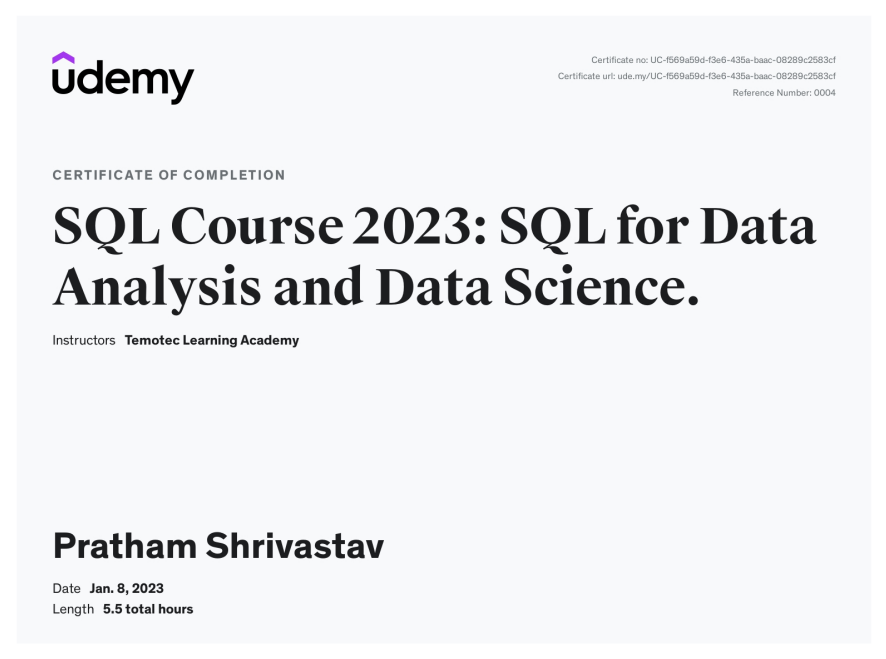 udemy
Certificate no: UC-f569a59d-f3e6-435a-baac-08289c2583cf
Certificate url: ude.my/UC-f569a59d-f3e6-435a-baac-08289c2583cf
Reference Number: 0004
CERTIFICATE OF COMPLETION
SQL Course 2023: SQL for Data
Analysis and Data Science.
Instructors Temotec Learning Academy
Pratham Shrivastav
Date Jan. 8, 2023
Length 5.5 total hours